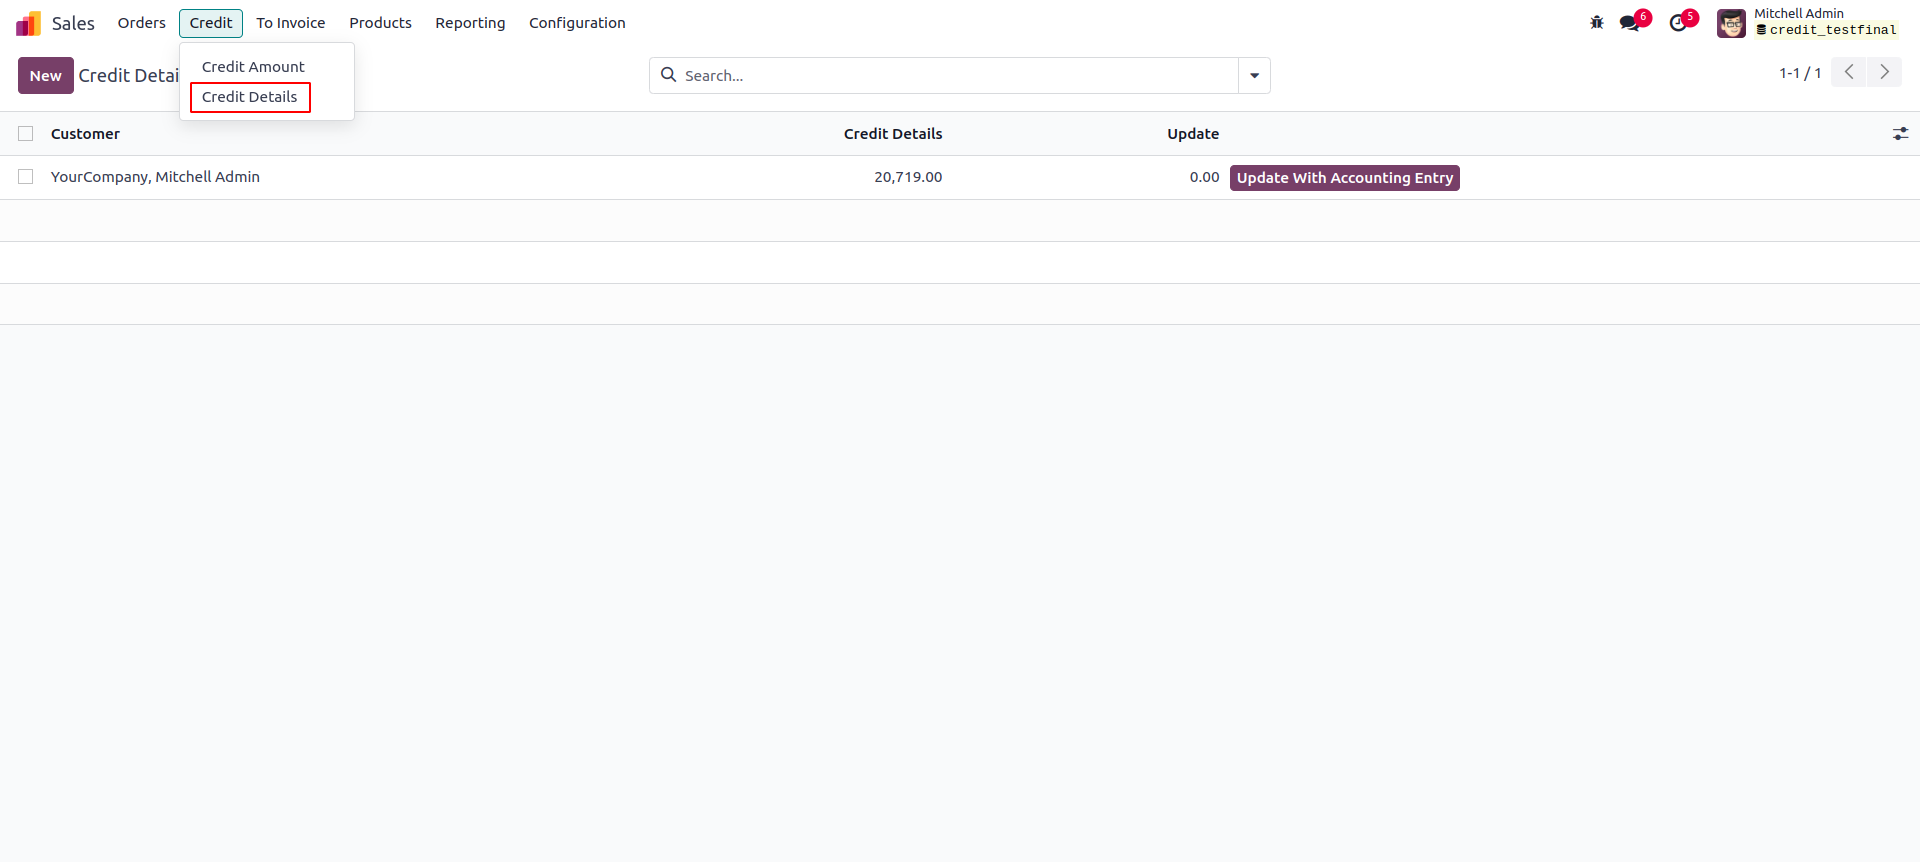 Sales Orders Credit To Invoice Products Reporting Configuration 6 5 Mitchell Admin
credit_testfinal
Credit Amount
Credit Details
New Credit Detai Search... 1-1 / 1
Customer Credit Details Update
YourCompany, Mitchell Admin 20,719.00 0.00 Update With Accounting Entry